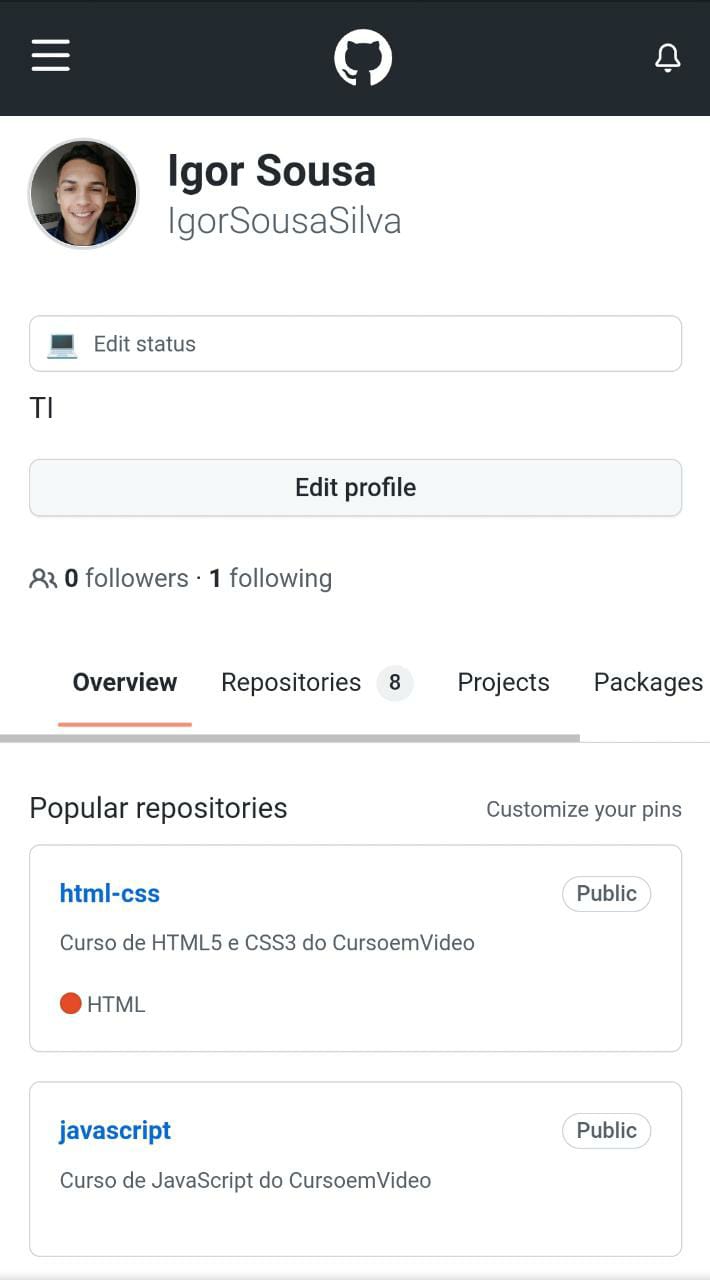 Igor Sousa
IgorSousaSilva
Edit status
TI
Edit profile
0 followers · 1 following
Overview Repositories 8 Projects Packages
Popular repositories Customize your pins
html-css Public
Curso de HTML5 e CSS3 do CursoemVideo
HTML
javascript Public
Curso de JavaScript do CursoemVideo